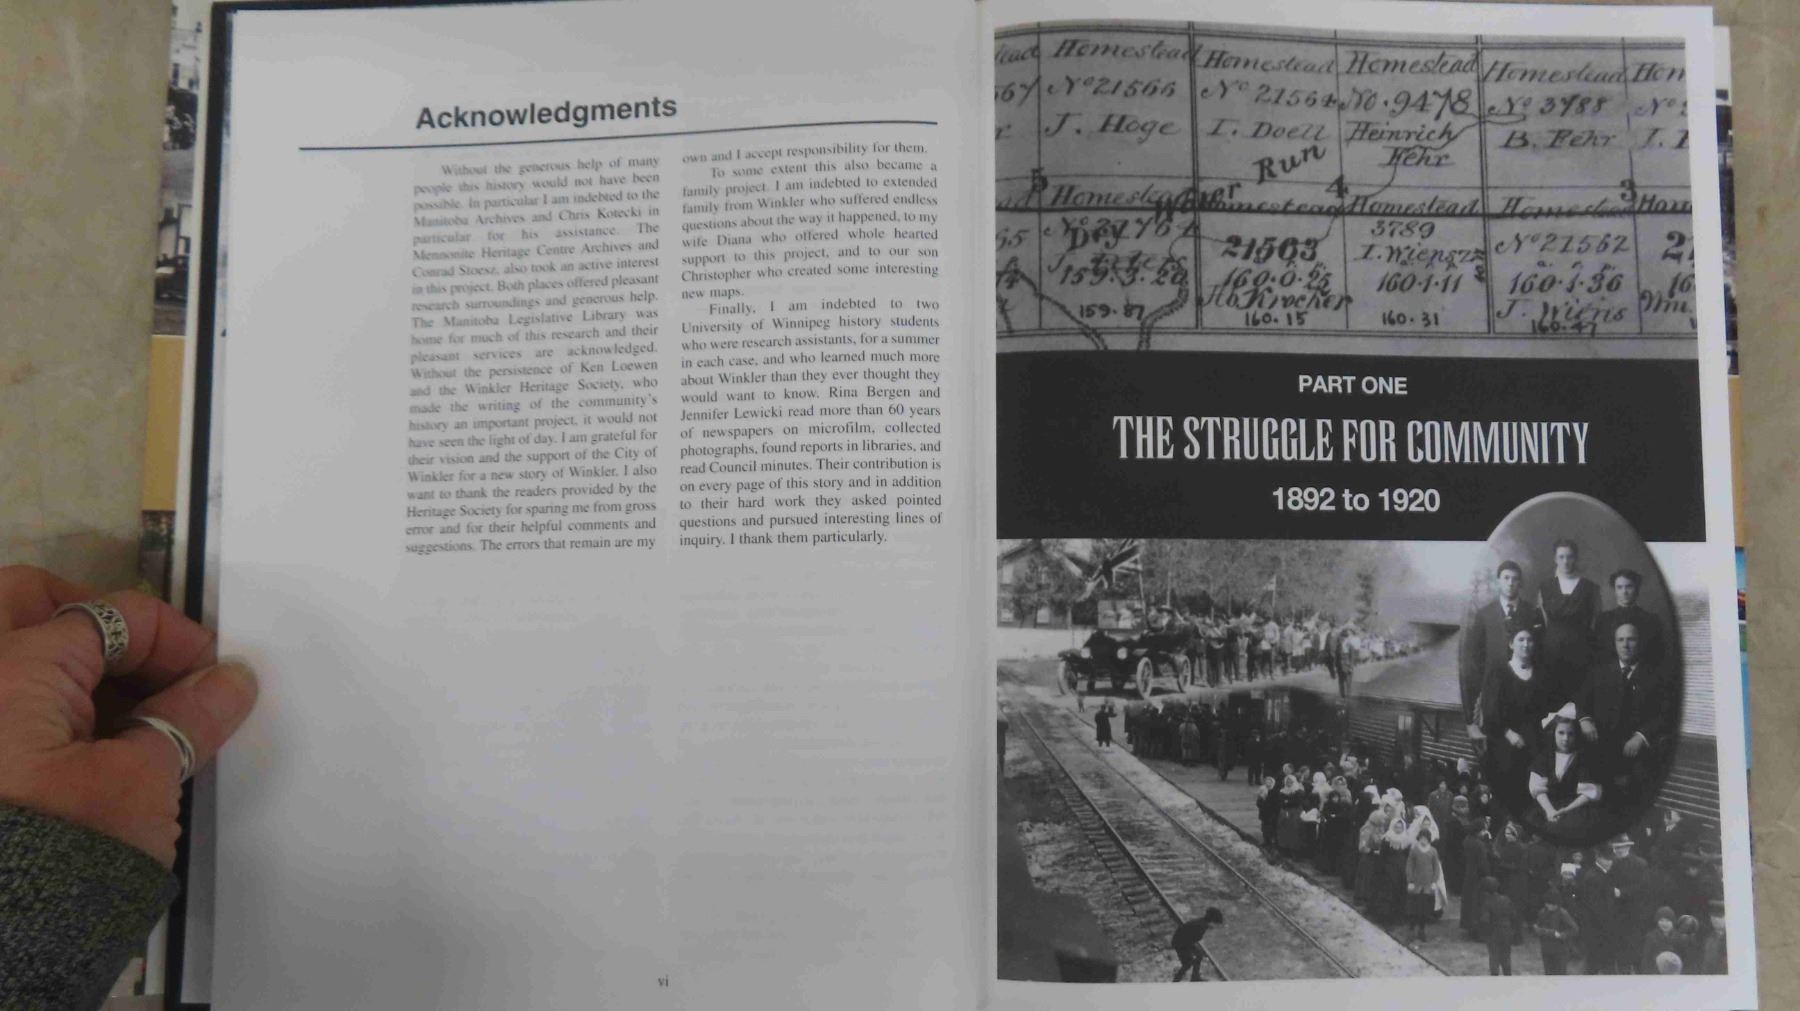 Acknowledgments
Without the generous help of many
people this history would not have been
possible. In particular I am indebted to the
Manitoba Archives and Chris Kotecki in
particular for his assistance. The
Mennonite Heritage Centre Archives and
Conrad Stoesz, also took an active interest
in this project. Both places offered pleasant
research surroundings and generous help.
The Manitoba Legislative Library was
home for much of this research and their
pleasant services are acknowledged.
Without the persistence of Ken Loewen
and the Winkler Heritage Society, who
made the writing of the community's
history an important project, it would not
have seen the light of day. I am grateful for
their vision and the support of the City of
Winkler for a new story of Winkler. I also
want to thank the readers provided by the
Heritage Society for sparing me from gross
error and for their helpful comments and
suggestions. The errors that remain are my
own and I accept responsibility for them.
To some extent this also became a
family project. I am indebted to extended
family from Winkler who suffered endless
questions about the way it happened, to my
wife Diana who offered whole hearted
support to this project, and to our son
Christopher who created some interesting
new maps.
Finally, I am indebted to two
University of Winnipeg history students
who were research assistants, for a summer
in each case, and who learned much more
about Winkler than they ever thought they
would want to know. Rina Bergen and
Jennifer Lewicki read more than 60 years
of newspapers on microfilm, collected
photographs, found reports in libraries, and
read Council minutes. Their contribution is
on every page of this story and in addition
to their hard work they asked pointed
questions and pursued interesting lines of
inquiry. I thank them particularly.
vi
Homestead Homestead Homestead Homestead
No 21566 No 21564 No. 9478 No 3788
J. Hoge I. Doell Heinrich Fehr B. Fehr
Run
5 4 3
Homestead Homestead Homestead
Dry 21563 3789 No 21562
I. Wiens
159.3.20 160.0.25 160.1.11 160.1.36
159.87 160.15 160.31 160.47
PART ONE
THE STRUGGLE FOR COMMUNITY
1892 to 1920